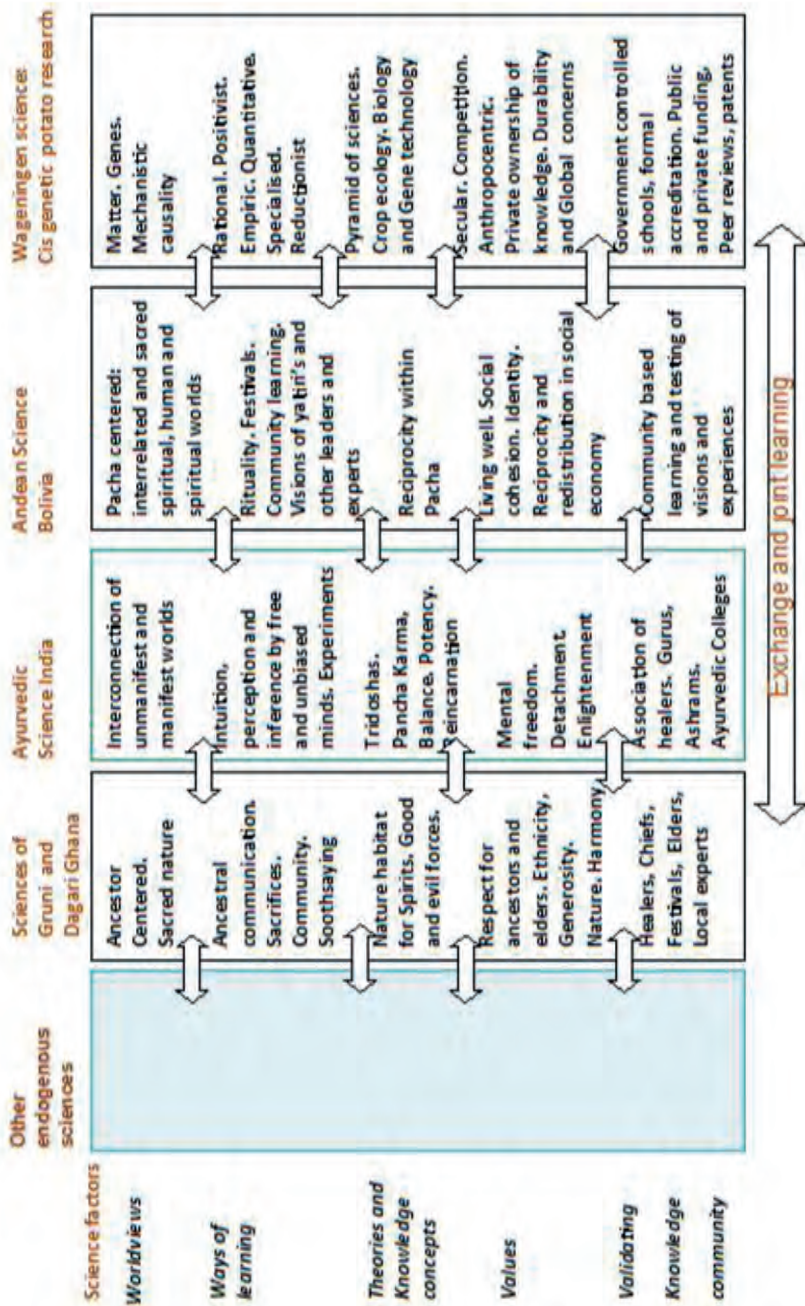 Science factors
Worldviews
Ways of
learning
Theories and
Knowledge
concepts
Values
Validating
Knowledge
community
Other
endogenous
sciences
Sciences of
Gruni and
Dagari Ghana
Ancestor
Centered.
Sacred nature
Ancestral
communication.
Sacrifices.
Community.
Soothsaying
Nature habitat
for Spirits. Good
and evil forces.
Respect for
ancestors and
elders. Ethnicity,
Generosity.
Nature. Harmony,
Healers, Chiefs,
Festivals, Elders,
Local experts
Ayurvedic
Science India
Interconnection of
unmanifest and
manifest worlds
Intuition,
perception and
inference by free
and unbiased
minds. Experiments
Tridoshas,
Pancha Karma,
Balance. Potency.
Reincarnation
Mental
freedom.
Detachment.
Enlightenment
Association of
healers. Gurus,
Ashrams,
Ayurvedic Colleges
Andean Science
Bolivia
Pacha centered:
interrelated and sacred
spiritual, human and
spiritual worlds
Rituality. Festivals.
Community learning.
Visions of yatiri's and
other leaders and
experts
Reciprocity within
Pacha
Living well. Social
cohesion. Identity.
Reciprocity and
redistribution in social
economy
Community based
learning and testing of
visions and
experiences
Wageningen sciences
Cis genetic potato research
Matter. Genes.
Mechanistic
causality
Rational. Positivist.
Empiric. Quantitative.
Specialised.
Reductionist
Pyramid of sciences.
Crop ecology. Biology
and Gene technology
Secular. Competition.
Anthropocentric.
Private ownership of
knowledge. Durability
and Global concerns
Government controlled
schools, formal
accreditation. Public
and private funding,
Peer reviews, patents
Exchange and joint learning